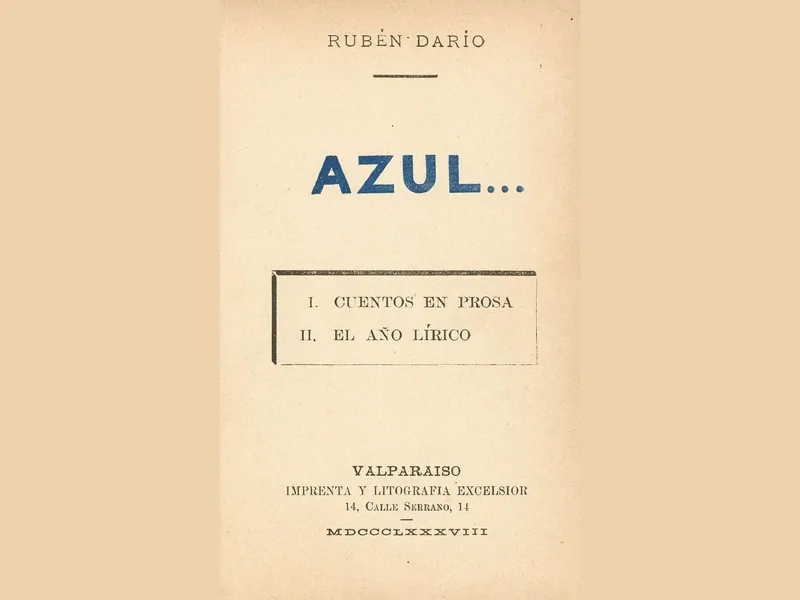 RUBÉN DARÍO
AZUL...
I. CUENTOS EN PROSA
II. EL AÑO LÍRICO
VALPARAISO
IMPRENTA Y LITOGRAFIA EXCELSIOR
14, CALLE SERRANO, 14
MDCCCLXXXVIII